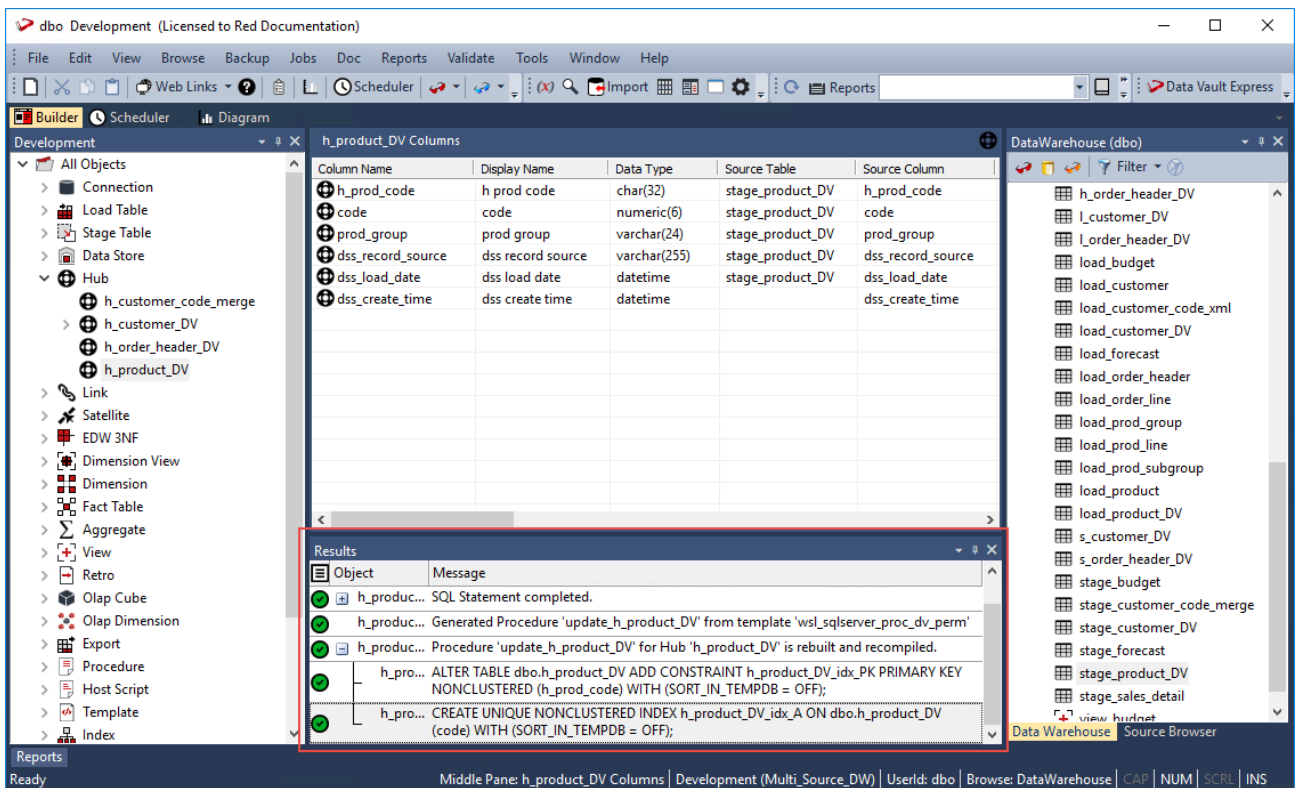 dbo Development (Licensed to Red Documentation)
File Edit View Browse Backup Jobs Doc Reports Validate Tools Window Help
Web Links Scheduler (x) Import Reports Data Vault Express
Builder Scheduler Diagram
Development
All Objects
Connection
Load Table
Stage Table
Data Store
Hub
h_customer_code_merge
h_customer_DV
h_order_header_DV
h_product_DV
Link
Satellite
EDW 3NF
Dimension View
Dimension
Fact Table
Aggregate
View
Retro
Olap Cube
Olap Dimension
Export
Procedure
Host Script
Template
Index
h_product_DV Columns
Column Name Display Name Data Type Source Table Source Column
h_prod_code h prod code char(32) stage_product_DV h_prod_code
code code numeric(6) stage_product_DV code
prod_group prod group varchar(24) stage_product_DV prod_group
dss_record_source dss record source varchar(255) stage_product_DV dss_record_source
dss_load_date dss load date datetime stage_product_DV dss_load_date
dss_create_time dss create time datetime dss_create_time
Results
Object Message
h_produc... SQL Statement completed.
h_produc... Generated Procedure 'update_h_product_DV' from template 'wsl_sqlserver_proc_dv_perm'
h_produc... Procedure 'update_h_product_DV' for Hub 'h_product_DV' is rebuilt and recompiled.
h_pro... ALTER TABLE dbo.h_product_DV ADD CONSTRAINT h_product_DV_idx_PK PRIMARY KEY
NONCLUSTERED (h_prod_code) WITH (SORT_IN_TEMPDB = OFF);
h_pro... CREATE UNIQUE NONCLUSTERED INDEX h_product_DV_idx_A ON dbo.h_product_DV
(code) WITH (SORT_IN_TEMPDB = OFF);
DataWarehouse (dbo)
Filter
h_order_header_DV
l_customer_DV
l_order_header_DV
load_budget
load_customer
load_customer_code_xml
load_customer_DV
load_forecast
load_order_header
load_order_line
load_prod_group
load_prod_line
load_prod_subgroup
load_product
load_product_DV
s_customer_DV
s_order_header_DV
stage_budget
stage_customer_code_merge
stage_customer_DV
stage_forecast
stage_product_DV
stage_sales_detail
view_budget
Data Warehouse Source Browser
Reports
Ready Middle Pane: h_product_DV Columns Development (Multi_Source_DW) UserId: dbo Browse: DataWarehouse CAP NUM SCRL INS